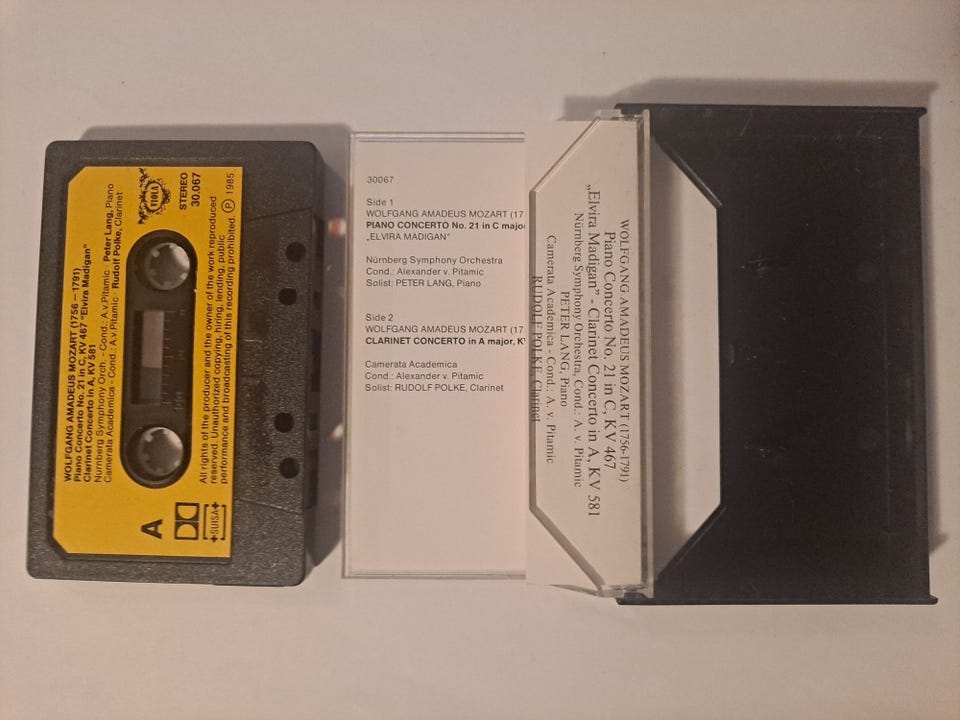 WOLFGANG AMADEUS MOZART (1756 – 1791)
Piano Concerto No. 21 in C, KV 467 "Elvira Madigan"
Clarinet Concerto in A, KV 581
Nürnberg Symphony Orch. - Cond.: A.v.Pitamic · Peter Lang, Piano
Camerata Academica - Cond.: A.v.Pitamic · Rudolf Polke, Clarinet
VIOLA
STEREO
30.067
A
SUISA
All rights of the producer and the owner of the work reproduced
reserved. Unauthorized copying, hiring, lending, public
performance and broadcasting of this recording prohibited. Ⓟ 1985
30067
Side 1
WOLFGANG AMADEUS MOZART (17
PIANO CONCERTO No. 21 in C major
„ELVIRA MADIGAN”
Nürnberg Symphony Orchestra
Cond.: Alexander v. Pitamic
Solist: PETER LANG, Piano
Side 2
WOLFGANG AMADEUS MOZART (17
CLARINET CONCERTO in A major, KV
Camerata Academica
Cond.: Alexander v. Pitamic
Solist: RUDOLF POLKE, Clarinet
WOLFGANG AMADEUS MOZART (1756-1791)
Piano Concerto No. 21 in C, KV 467
„Elvira Madigan” - Clarinet Concerto in A, KV 581
Nürnberg Symphony Orchestra, Cond.: A. v. Pitamic
PETER LANG, Piano
Camerata Academica - Cond.: A. v. Pitamic
RUDOLF POLKE, Clarinet